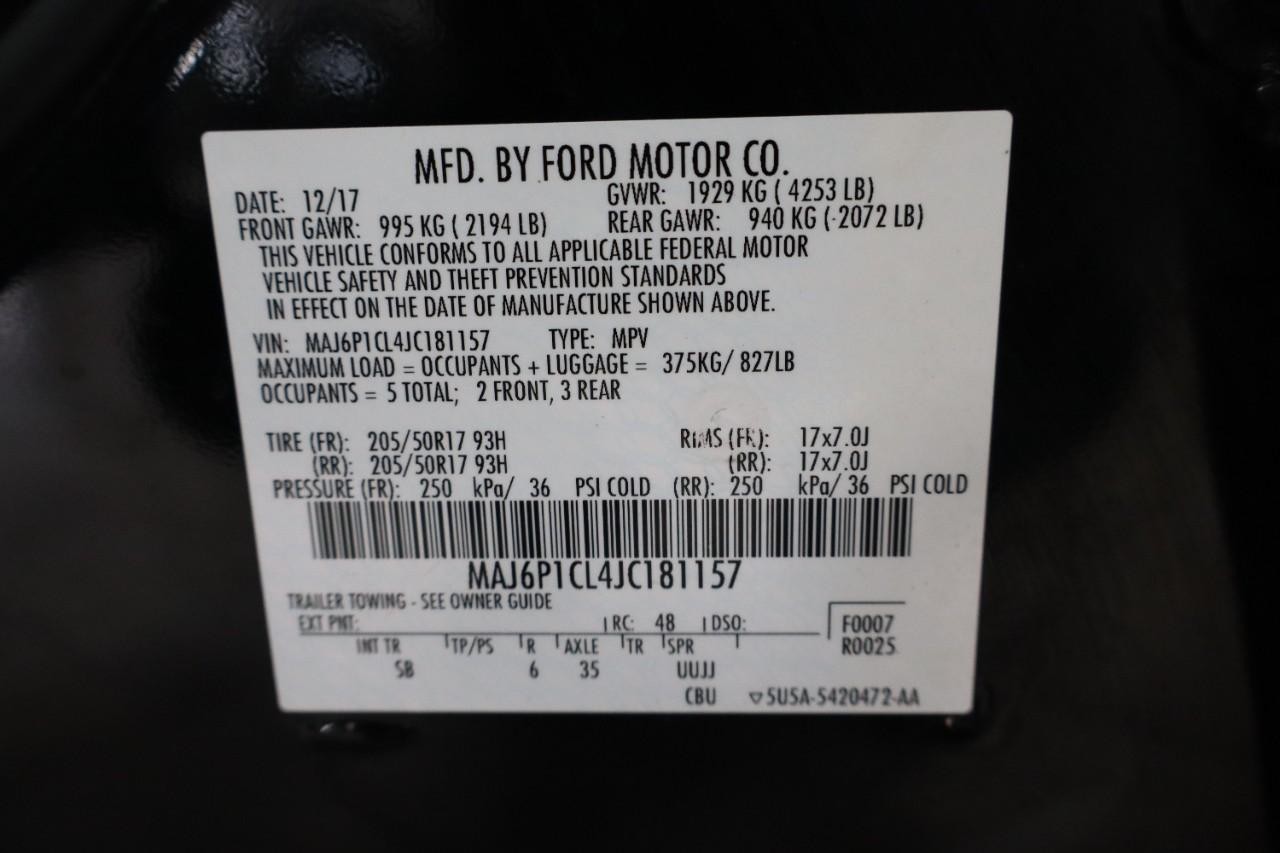 MFD. BY FORD MOTOR CO.
DATE: 12/17 GVWR: 1929 KG ( 4253 LB)
FRONT GAWR: 995 KG ( 2194 LB) REAR GAWR: 940 KG (-2072 LB)
THIS VEHICLE CONFORMS TO ALL APPLICABLE FEDERAL MOTOR
VEHICLE SAFETY AND THEFT PREVENTION STANDARDS
IN EFFECT ON THE DATE OF MANUFACTURE SHOWN ABOVE.
VIN: MAJ6P1CL4JC181157 TYPE: MPV
MAXIMUM LOAD = OCCUPANTS + LUGGAGE = 375KG/ 827LB
OCCUPANTS = 5 TOTAL; 2 FRONT, 3 REAR
TIRE (FR): 205/50R17 93H RIMS (FR): 17x7.0J
(RR): 205/50R17 93H (RR): 17x7.0J
PRESSURE (FR): 250 kPa/ 36 PSI COLD (RR): 250 kPa/ 36 PSI COLD
MAJ6P1CL4JC181157
TRAILER TOWING - SEE OWNER GUIDE
EXT PNT: RC: 48 DSO: F0007
INT TR TP/PS R AXLE TR SPR R0025
SB 6 35 UUJJ
CBU ▽5U5A-5420472-AA